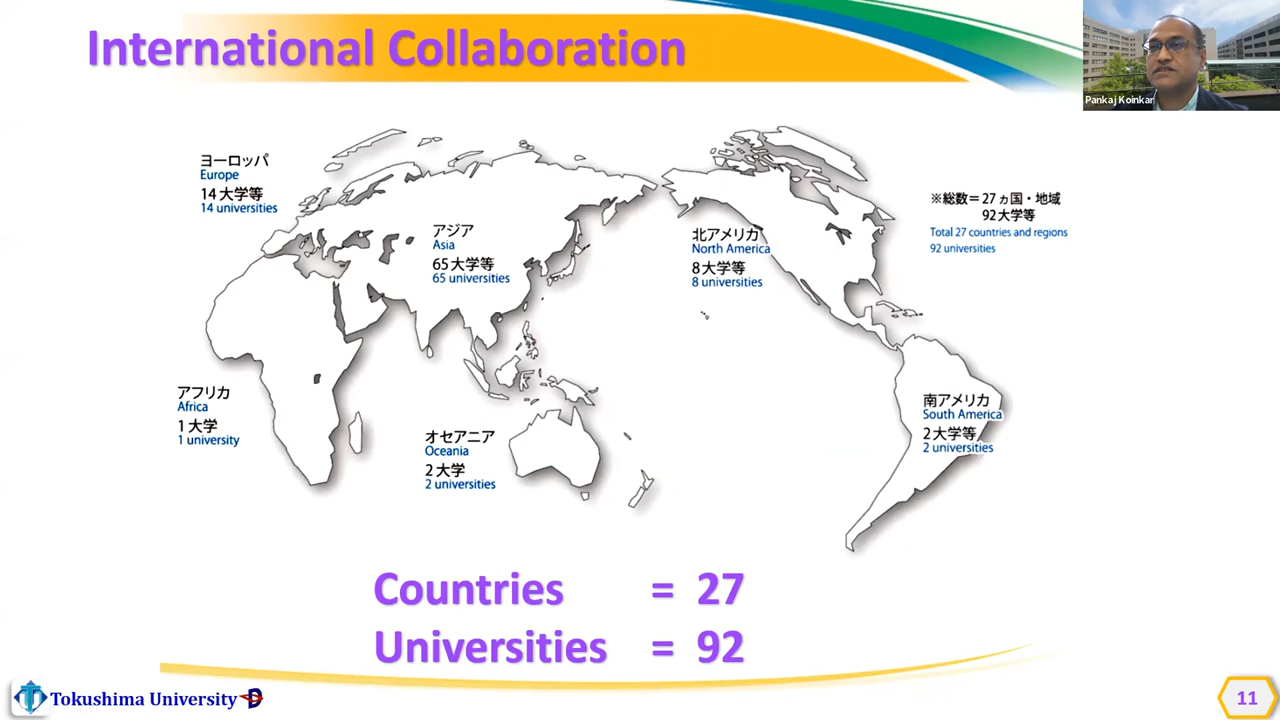 International Collaboration
Pankaj Koinkar
ヨーロッパ
Europe
14大学等
14 universities
アジア
Asia
65大学等
65 universities
北アメリカ
North America
8大学等
8 universities
※総数=27ヵ国・地域
92大学等
Total 27 countries and regions
92 universities
アフリカ
Africa
1大学
1 university
オセアニア
Oceania
2大学
2 universities
南アメリカ
South America
2大学等
2 universities
Countries = 27
Universities = 92
Tokushima University
11